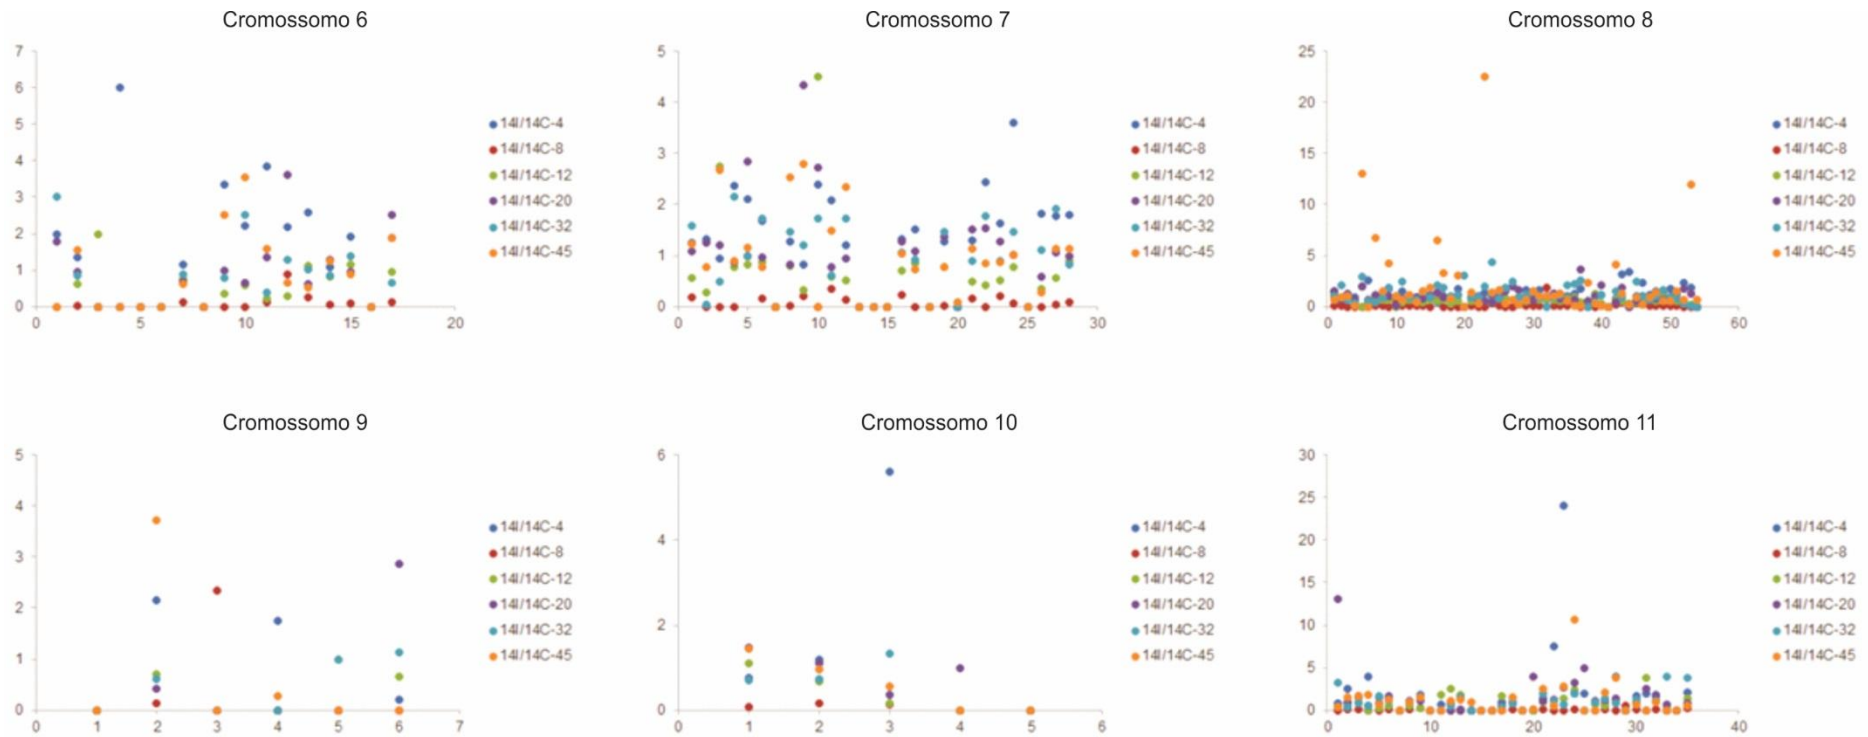 Cromossomo 6
7
6
5
4
3
2
1
0
0 5 10 15 20
14I/14C-4
14I/14C-8
14I/14C-12
14I/14C-20
14I/14C-32
14I/14C-45
Cromossomo 7
5
4
3
2
1
0
0 5 10 15 20 25 30
14I/14C-4
14I/14C-8
14I/14C-12
14I/14C-20
14I/14C-32
14I/14C-45
Cromossomo 8
25
20
15
10
5
0
0 10 20 30 40 50 60
14I/14C-4
14I/14C-8
14I/14C-12
14I/14C-20
14I/14C-32
14I/14C-45
Cromossomo 9
5
4
3
2
1
0
0 1 2 3 4 5 6 7
14I/14C-4
14I/14C-8
14I/14C-12
14I/14C-20
14I/14C-32
14I/14C-45
Cromossomo 10
6
4
2
0
0 1 2 3 4 5 6
14I/14C-4
14I/14C-8
14I/14C-12
14I/14C-20
14I/14C-32
14I/14C-45
Cromossomo 11
30
25
20
15
10
5
0
0 10 20 30 40
14I/14C-4
14I/14C-8
14I/14C-12
14I/14C-20
14I/14C-32
14I/14C-45